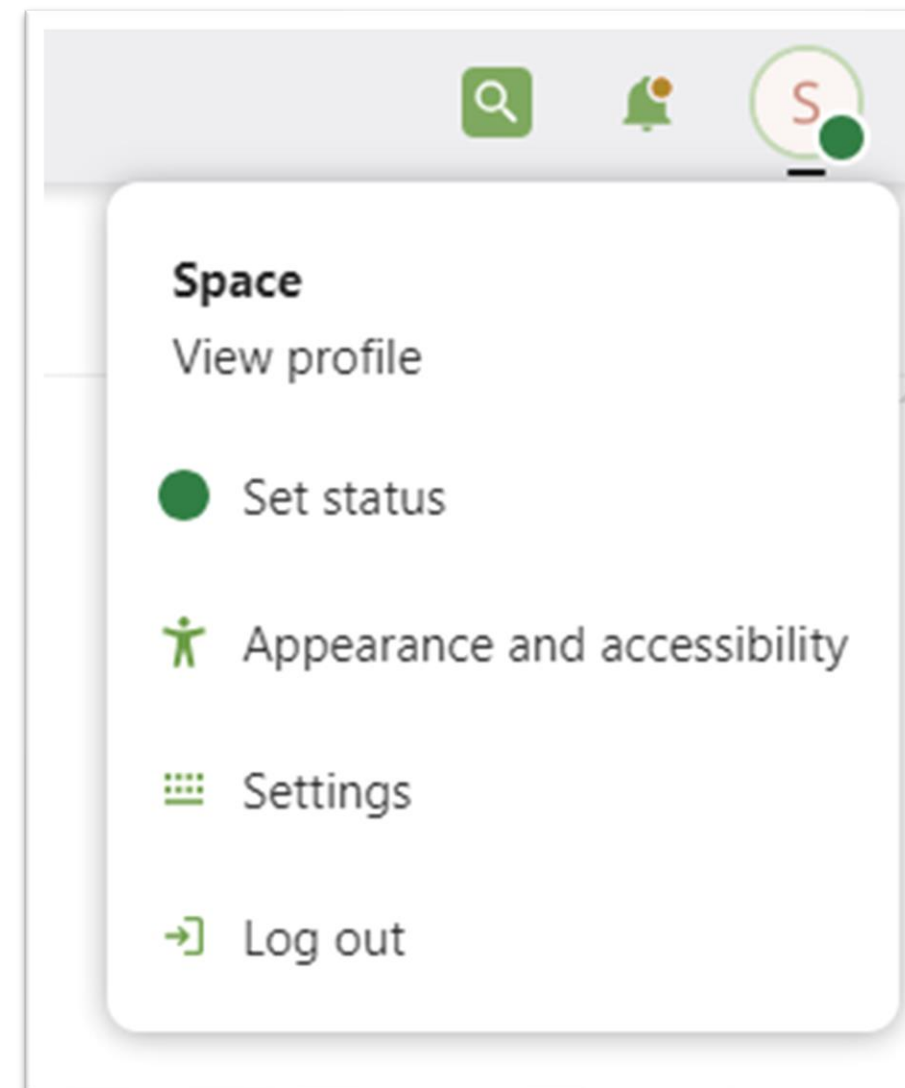 S
Space
View profile
Set status
Appearance and accessibility
Settings
Log out